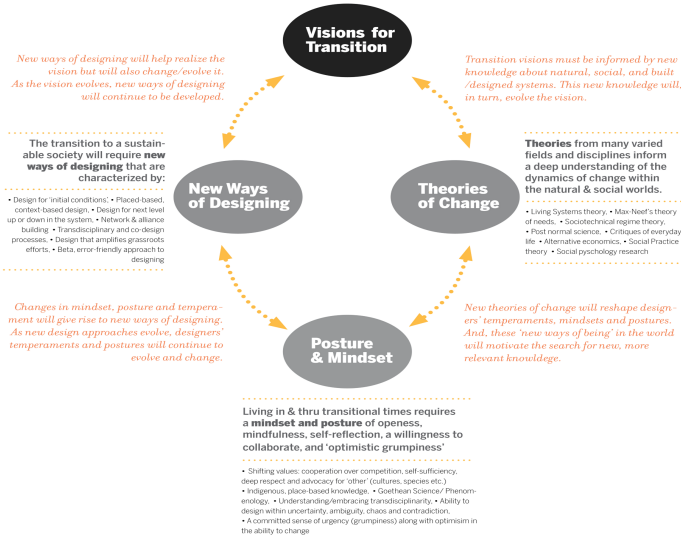 Visions for
Transition
New ways of designing will help realize the
vision but will also change/evolve it.
As the vision evolves, new ways of designing
will continue to be developed.
Transition visions must be informed by new
knowledge about natural, social, and built
/designed systems. This new knowledge will,
in turn, evolve the vision.
The transition to a sustain-
able society will require new
ways of designing that are
characterized by:
• Design for 'initial conditions', • Placed-based,
context-based design, • Design for next level
up or down in the system, • Network & alliance
building • Transdisciplinary and co-design
processes, • Design that amplifies grassroots
efforts, • Beta, error-friendly approach to
designing
New Ways
of Designing
Theories
of Change
Theories from many varied
fields and disciplines inform
a deep understanding of the
dynamics of change within
the natural & social worlds.
• Living Systems theory, • Max-Neef's theory
of needs, • Sociotechnical regime theory,
• Post normal science, • Critiques of everyday
life • Alternative economics, • Social Practice
theory • Social pyschology research
Changes in mindset, posture and tempera-
ment will give rise to new ways of designing.
As new design approaches evolve, designers'
temperaments and postures will continue to
evolve and change.
New theories of change will reshape design-
ers' temperaments, mindsets and postures.
And, these 'new ways of being' in the world
will motivate the search for new, more
relevant knowldege.
Posture
& Mindset
Living in & thru transitional times requires
a mindset and posture of openess,
mindfulness, self-reflection, a willingness to
collaborate, and 'optimistic grumpiness'
• Shifting values: cooperation over competition, self-sufficiency,
deep respect and advocacy for 'other' (cultures, species etc.)
• Indigenous, place-based knowledge, • Goethean Science/ Phenom-
enology, • Understanding/embracing transdisciplinarity, • Ability to
design within uncertainty, ambiguity, chaos and contradiction,
• A committed sense of urgency (grumpiness) along with optimisim in
the ability to change